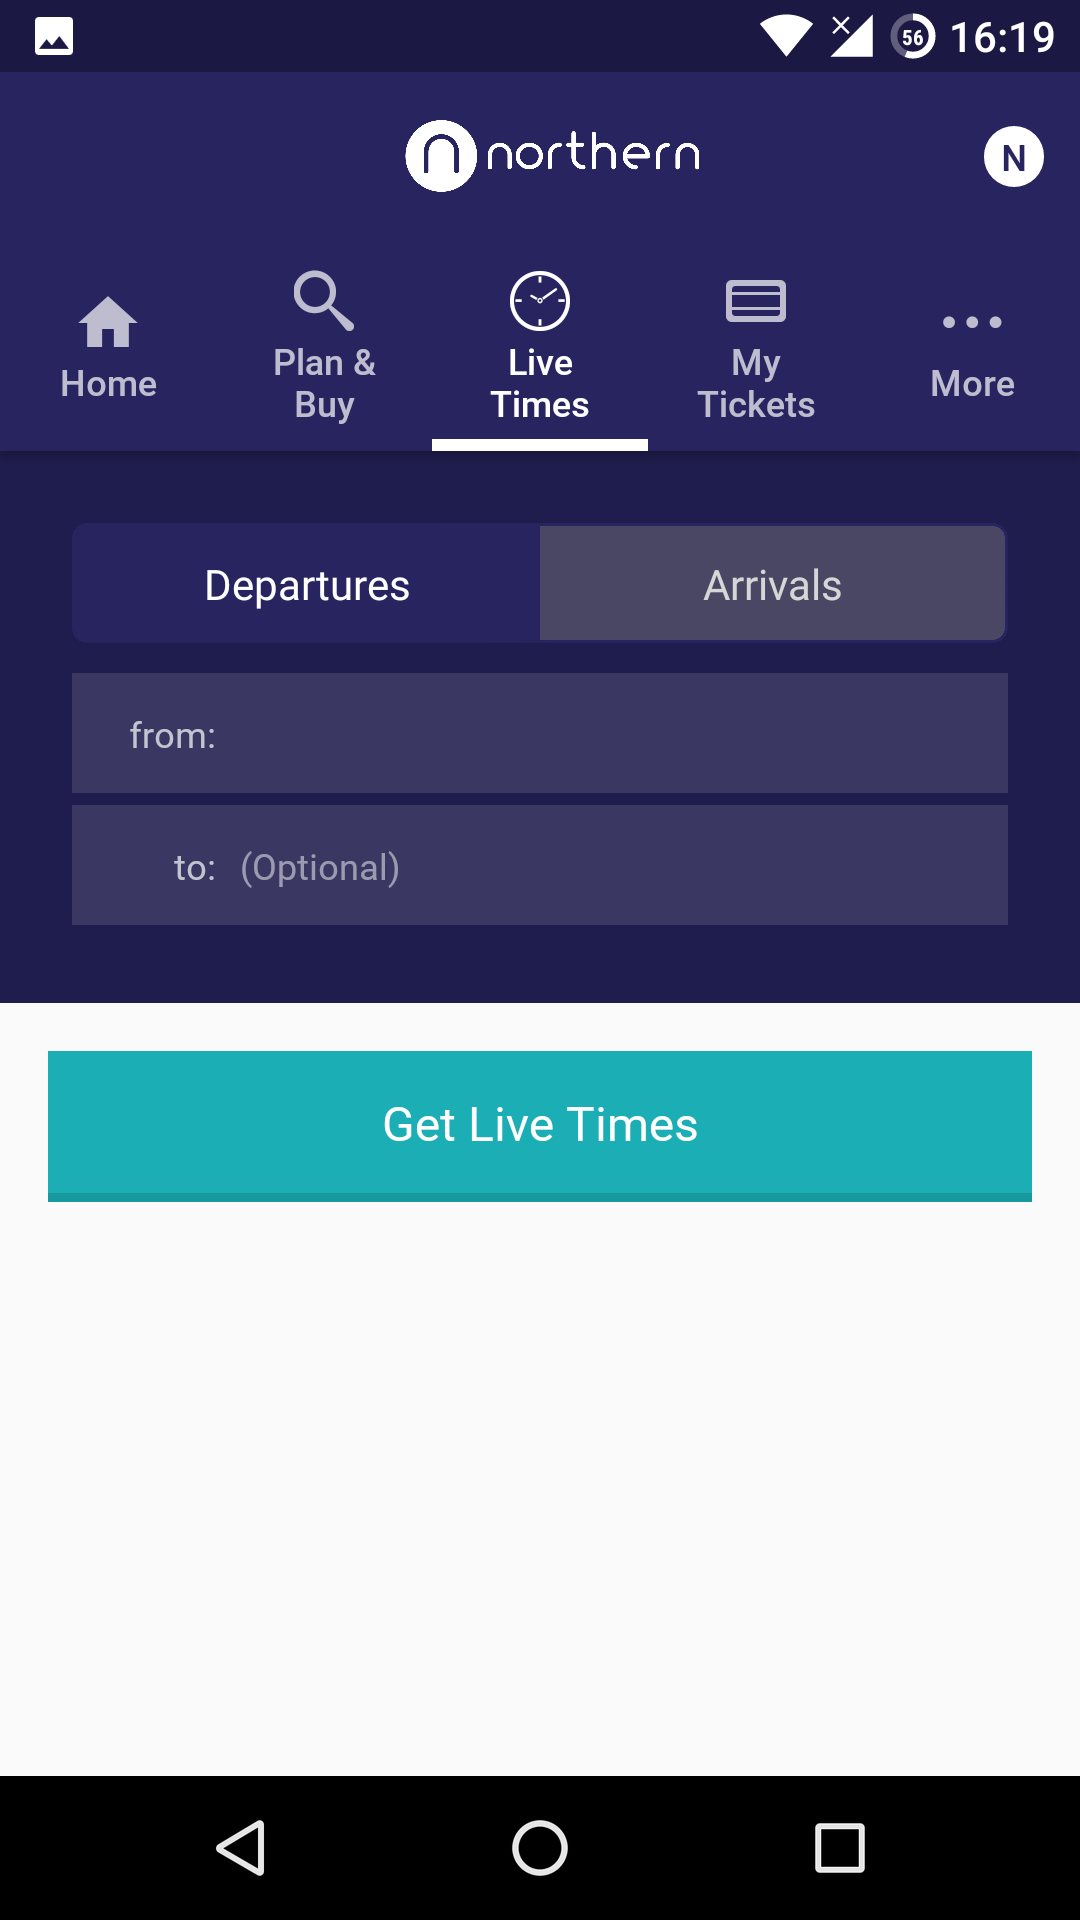 56 16:19
northern
N
Home
Plan &
Buy
Live
Times
My
Tickets
More
Departures
Arrivals
from:
to: (Optional)
Get Live Times